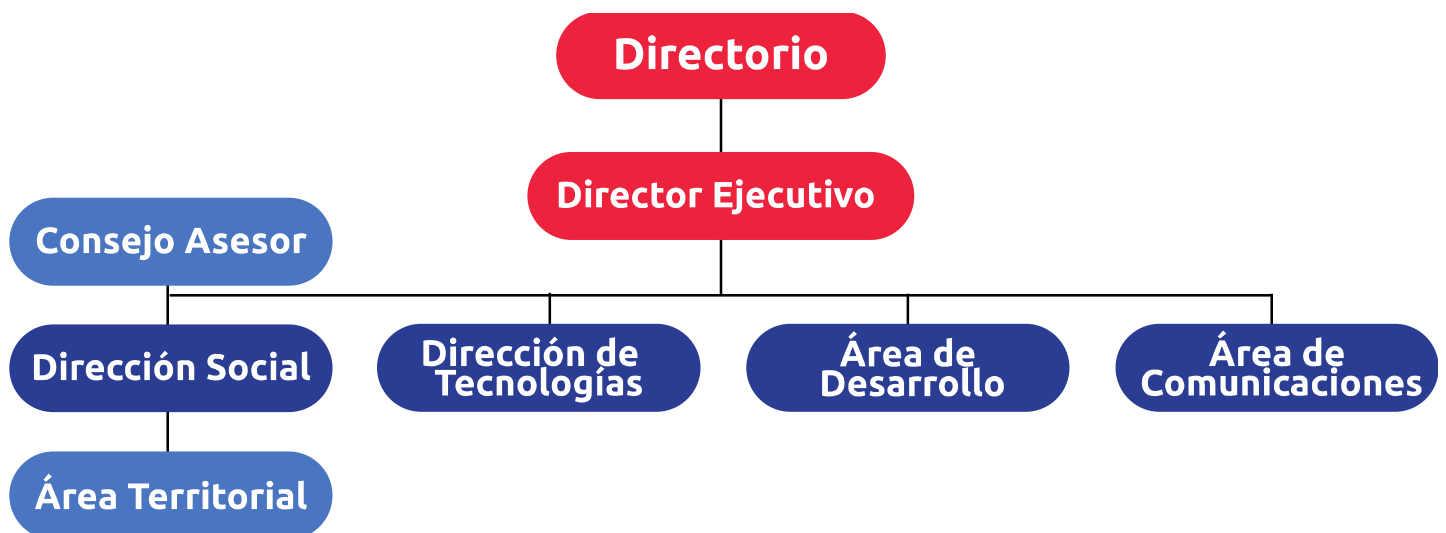 Directorio
Director Ejecutivo
Consejo Asesor
Dirección Social
Dirección de
Tecnologías
Área de
Desarrollo
Área de
Comunicaciones
Área Territorial